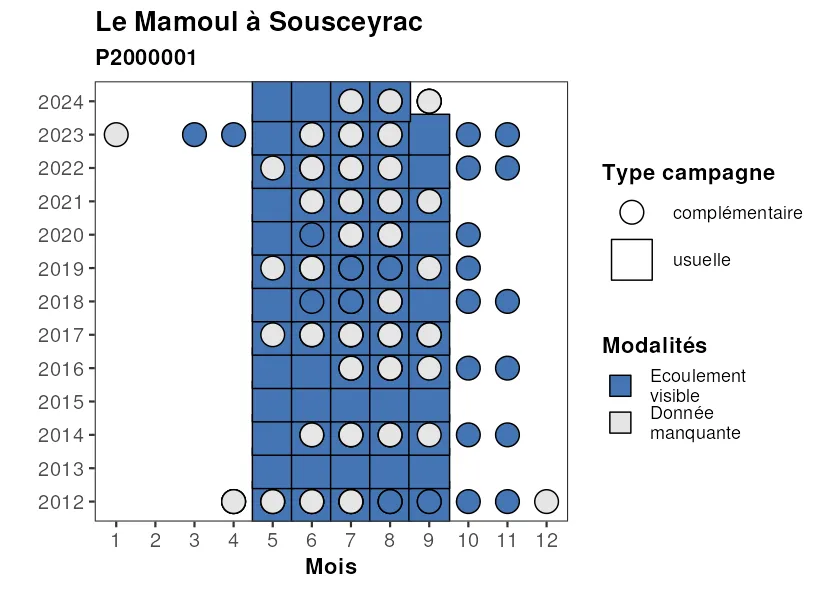 Le Mamoul à Sousceyrac
P2000001
2024
2023
2022
2021
2020
2019
2018
2017
2016
2015
2014
2013
2012
1 2 3 4 5 6 7 8 9 10 11 12
Mois
Type campagne
complémentaire
usuelle
Modalités
Ecoulement
visible
Donnée
manquante